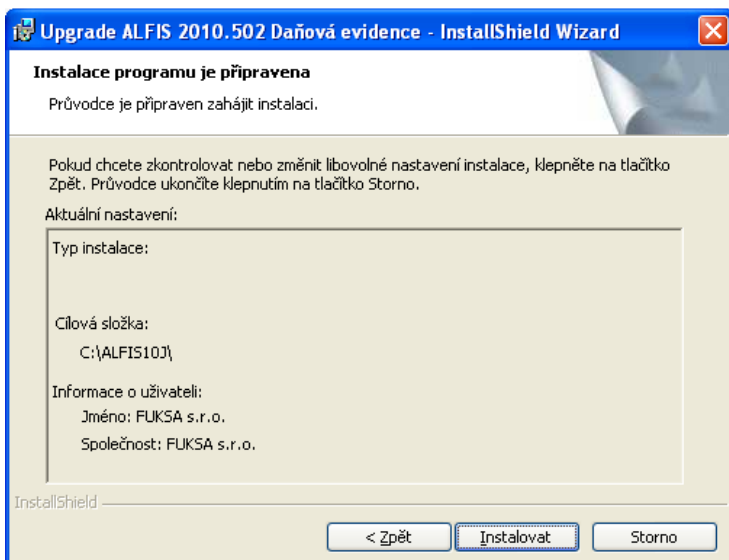 Upgrade ALFIS 2010.502 Daňová evidence - InstallShield Wizard
Instalace programu je připravena
Průvodce je připraven zahájit instalaci.
Pokud chcete zkontrolovat nebo změnit libovolné nastavení instalace, klepněte na tlačítko
Zpět. Průvodce ukončíte klepnutím na tlačítko Storno.
Aktuální nastavení:
Typ instalace:
Cílová složka:
C:\ALFIS10J\
Informace o uživateli:
Jméno: FUKSA s.r.o.
Společnost: FUKSA s.r.o.
InstallShield
< Zpět Instalovat Storno